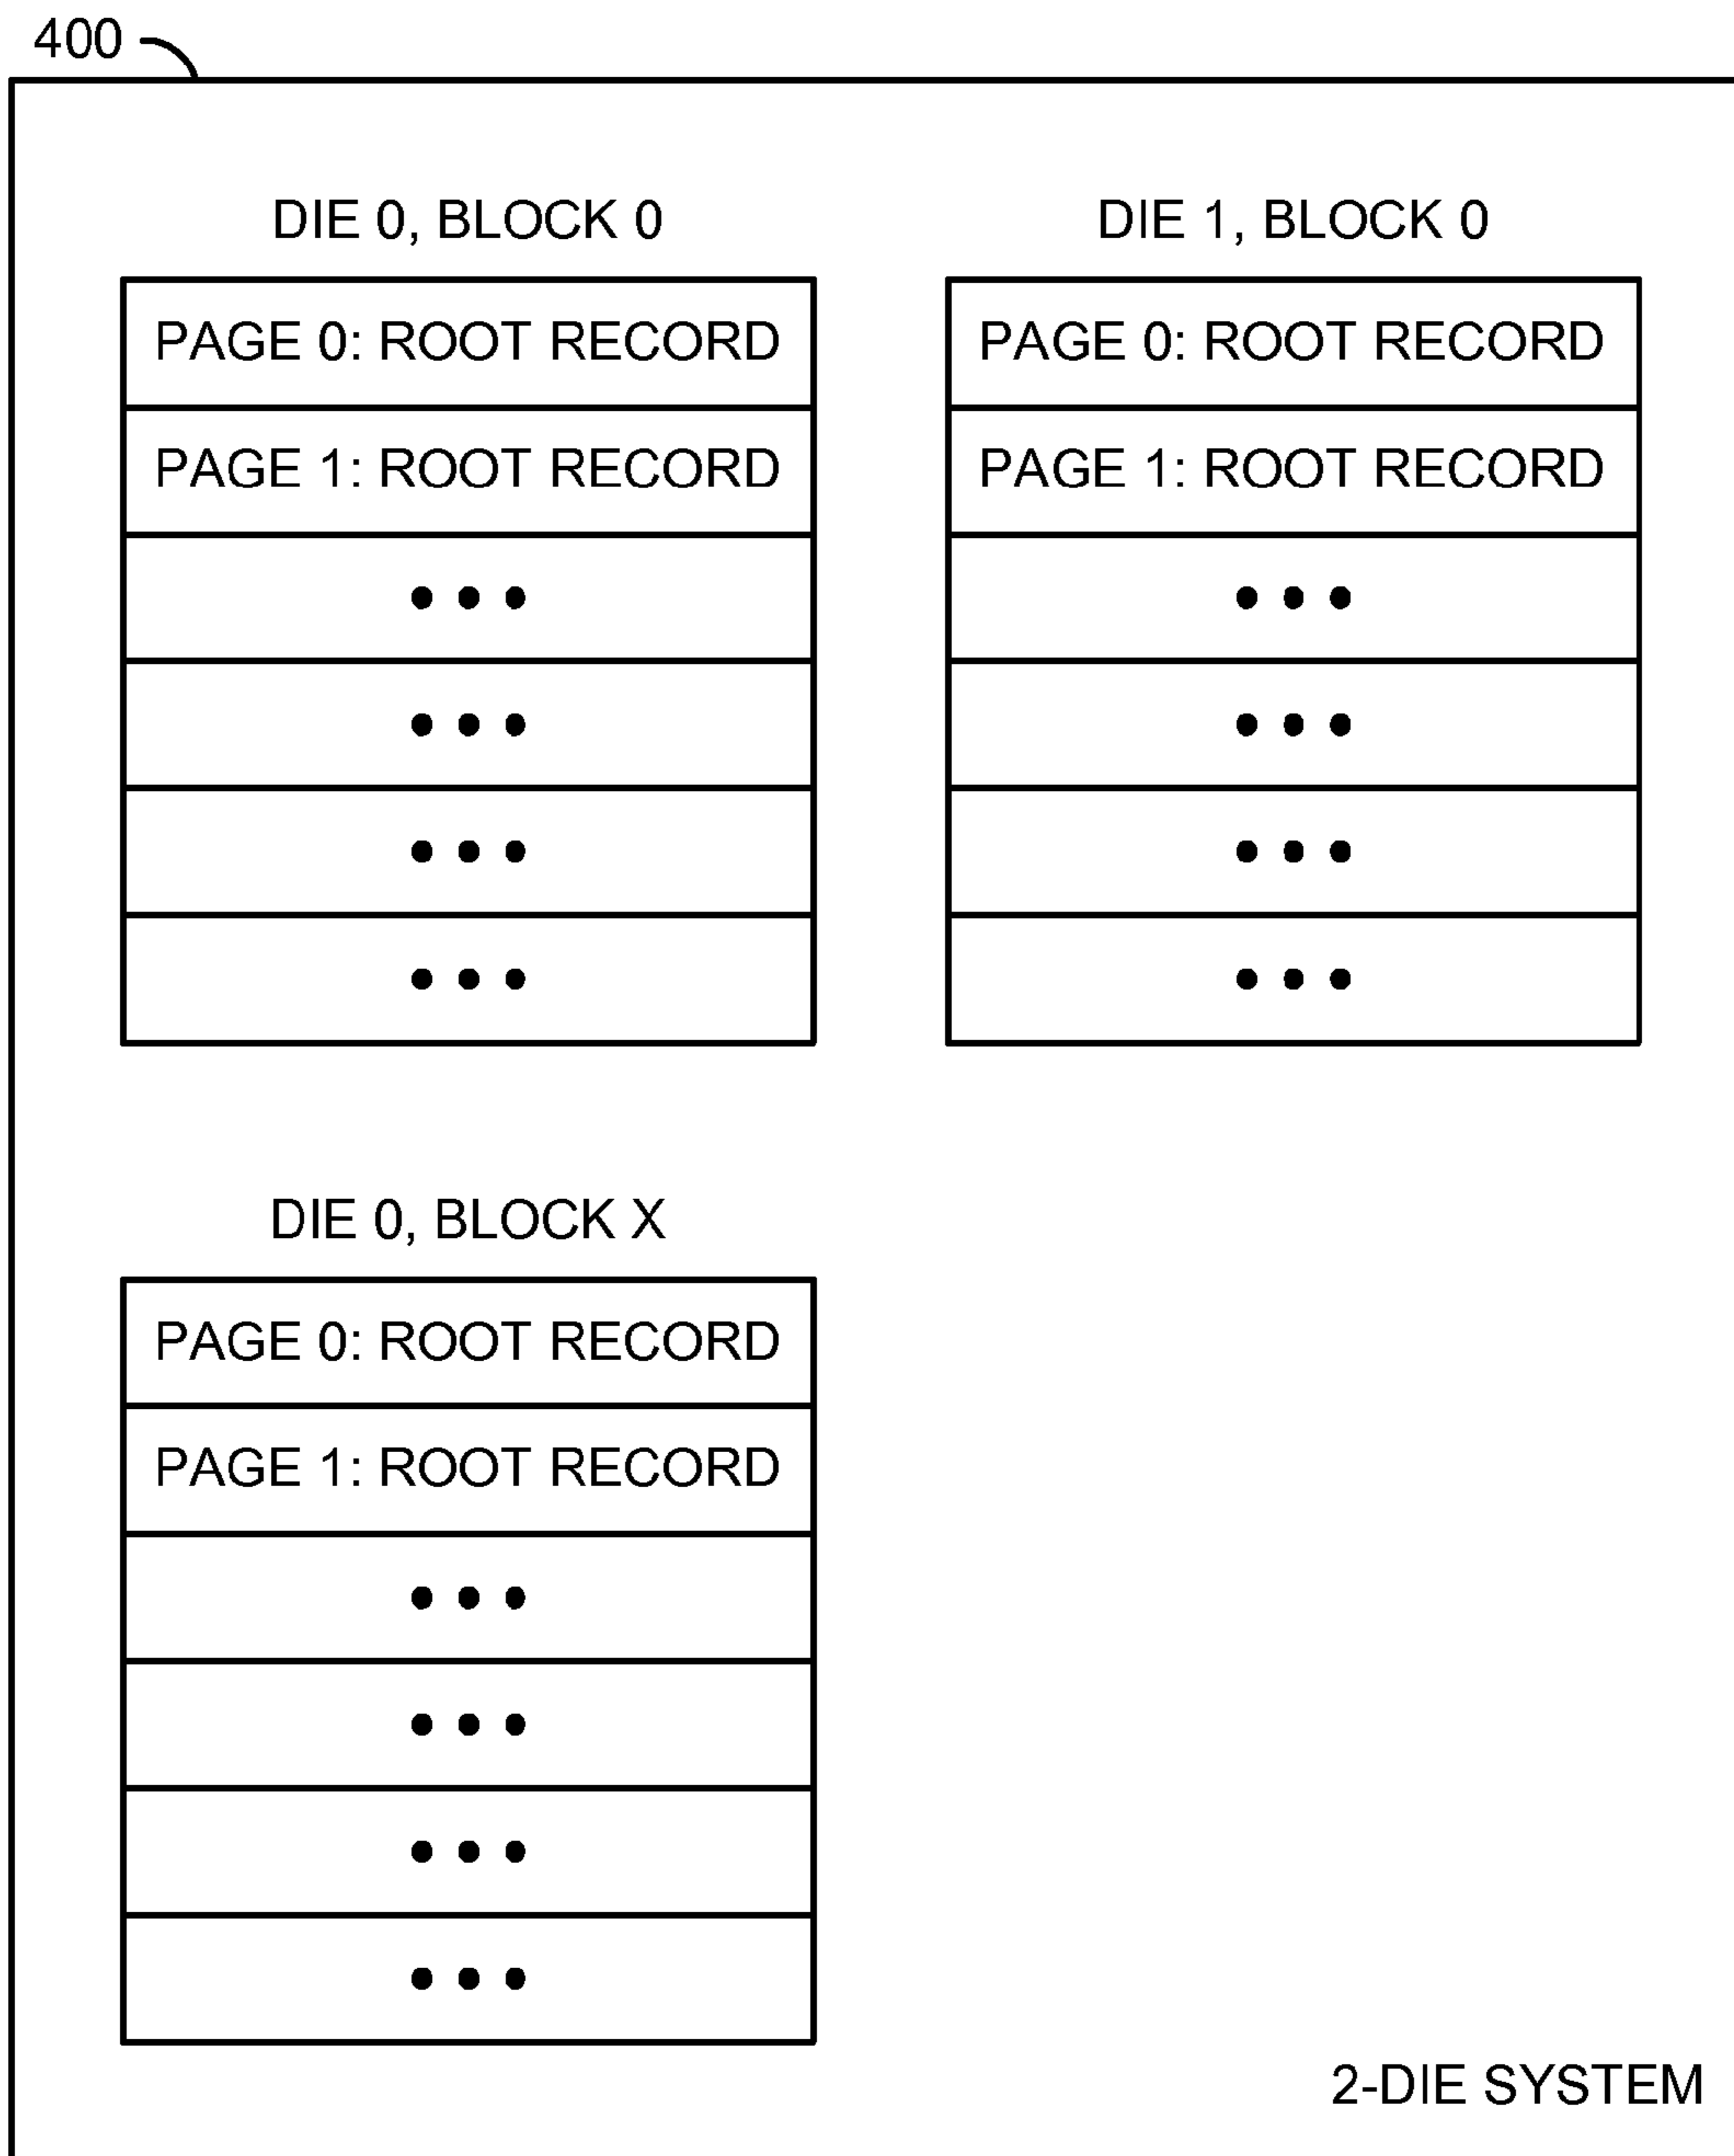 400
DIE 0, BLOCK 0
DIE 1, BLOCK 0
PAGE 0: ROOT RECORD
PAGE 0: ROOT RECORD
PAGE 1: ROOT RECORD
PAGE 1: ROOT RECORD
• • •
• • •
• • •
• • •
• • •
• • •
• • •
• • •
DIE 0, BLOCK X
PAGE 0: ROOT RECORD
PAGE 1: ROOT RECORD
• • •
• • •
• • •
• • •
2-DIE SYSTEM